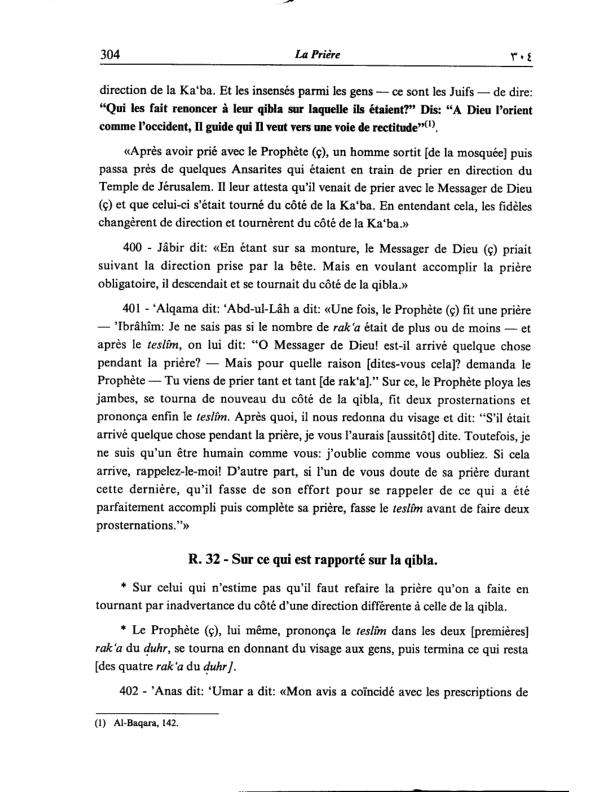 304
La Prière
٣٠٤
direction de la Ka‘ba. Et les insensés parmi les gens — ce sont les Juifs — de dire:
“Qui les fait renoncer à leur qibla sur laquelle ils étaient?” Dis: “A Dieu l’orient
comme l’occident, Il guide qui Il veut vers une voie de rectitude”(1).
«Après avoir prié avec le Prophète (ç), un homme sortit [de la mosquée] puis
passa près de quelques Ansarites qui étaient en train de prier en direction du
Temple de Jérusalem. Il leur attesta qu’il venait de prier avec le Messager de Dieu
(ç) et que celui-ci s’était tourné du côté de la Ka‘ba. En entendant cela, les fidèles
changèrent de direction et tournèrent du côté de la Ka‘ba.»
400 - Jâbir dit: «En étant sur sa monture, le Messager de Dieu (ç) priait
suivant la direction prise par la bête. Mais en voulant accomplir la prière
obligatoire, il descendait et se tournait du côté de la qibla.»
401 - ‘Alqama dit: ‘Abd-ul-Lâh a dit: «Une fois, le Prophète (ç) fit une prière
— ’Ibrâhîm: Je ne sais pas si le nombre de rak‘a était de plus ou de moins — et
après le teslîm, on lui dit: “O Messager de Dieu! est-il arrivé quelque chose
pendant la prière? — Mais pour quelle raison [dites-vous cela]? demanda le
Prophète — Tu viens de prier tant et tant [de rak‘a].” Sur ce, le Prophète ploya les
jambes, se tourna de nouveau du côté de la qibla, fit deux prosternations et
prononça enfin le teslîm. Après quoi, il nous redonna du visage et dit: “S’il était
arrivé quelque chose pendant la prière, je vous l’aurais [aussitôt] dite. Toutefois, je
ne suis qu’un être humain comme vous: j’oublie comme vous oubliez. Si cela
arrive, rappelez-le-moi! D’autre part, si l’un de vous doute de sa prière durant
cette dernière, qu’il fasse de son effort pour se rappeler de ce qui a été
parfaitement accompli puis complète sa prière, fasse le teslîm avant de faire deux
prosternations.”»
R. 32 - Sur ce qui est rapporté sur la qibla.
* Sur celui qui n’estime pas qu’il faut refaire la prière qu’on a faite en
tournant par inadvertance du côté d’une direction différente à celle de la qibla.
* Le Prophète (ç), lui même, prononça le teslîm dans les deux [premières]
rak‘a du ḍuhr, se tourna en donnant du visage aux gens, puis termina ce qui resta
[des quatre rak‘a du ḍuhr].
402 - ’Anas dit: ‘Umar a dit: «Mon avis a coïncidé avec les prescriptions de
(1) Al-Baqara, 142.